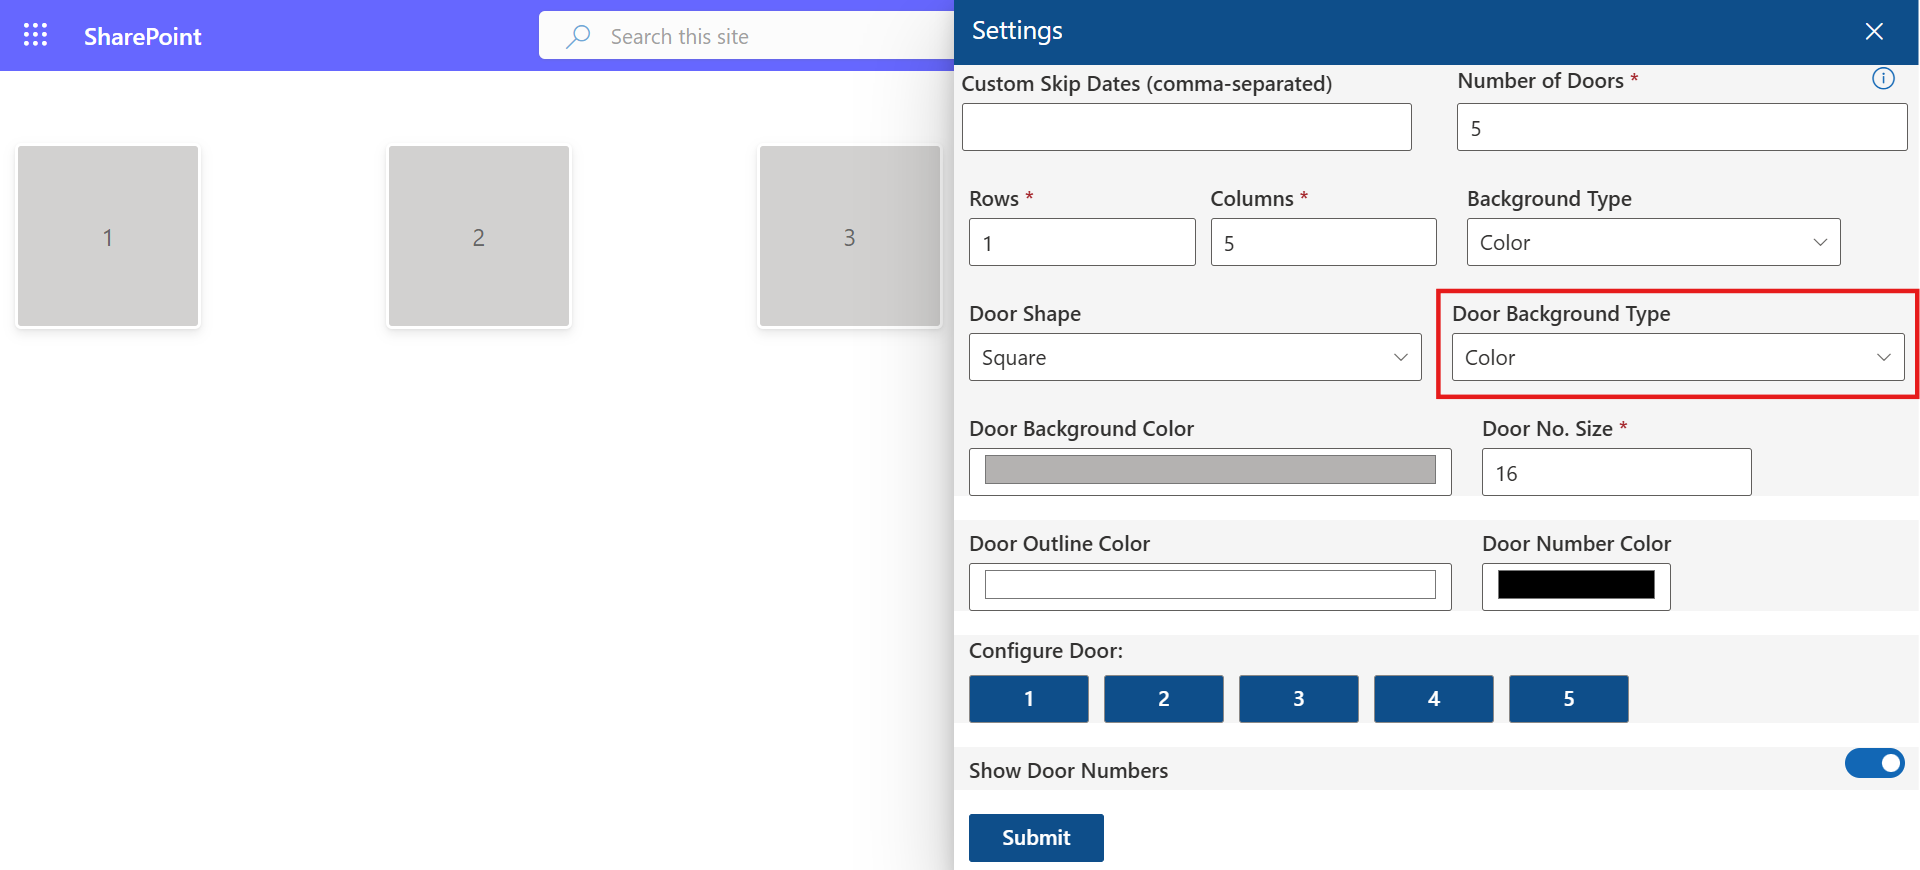 SharePoint
Search this site
1
2
3
Settings
Custom Skip Dates (comma-separated)
Number of Doors *
5
Rows *
Columns *
Background Type
1
5
Color
Door Shape
Door Background Type
Square
Color
Door Background Color
Door No. Size *
16
Door Outline Color
Door Number Color
Configure Door:
1
2
3
4
5
Show Door Numbers
Submit